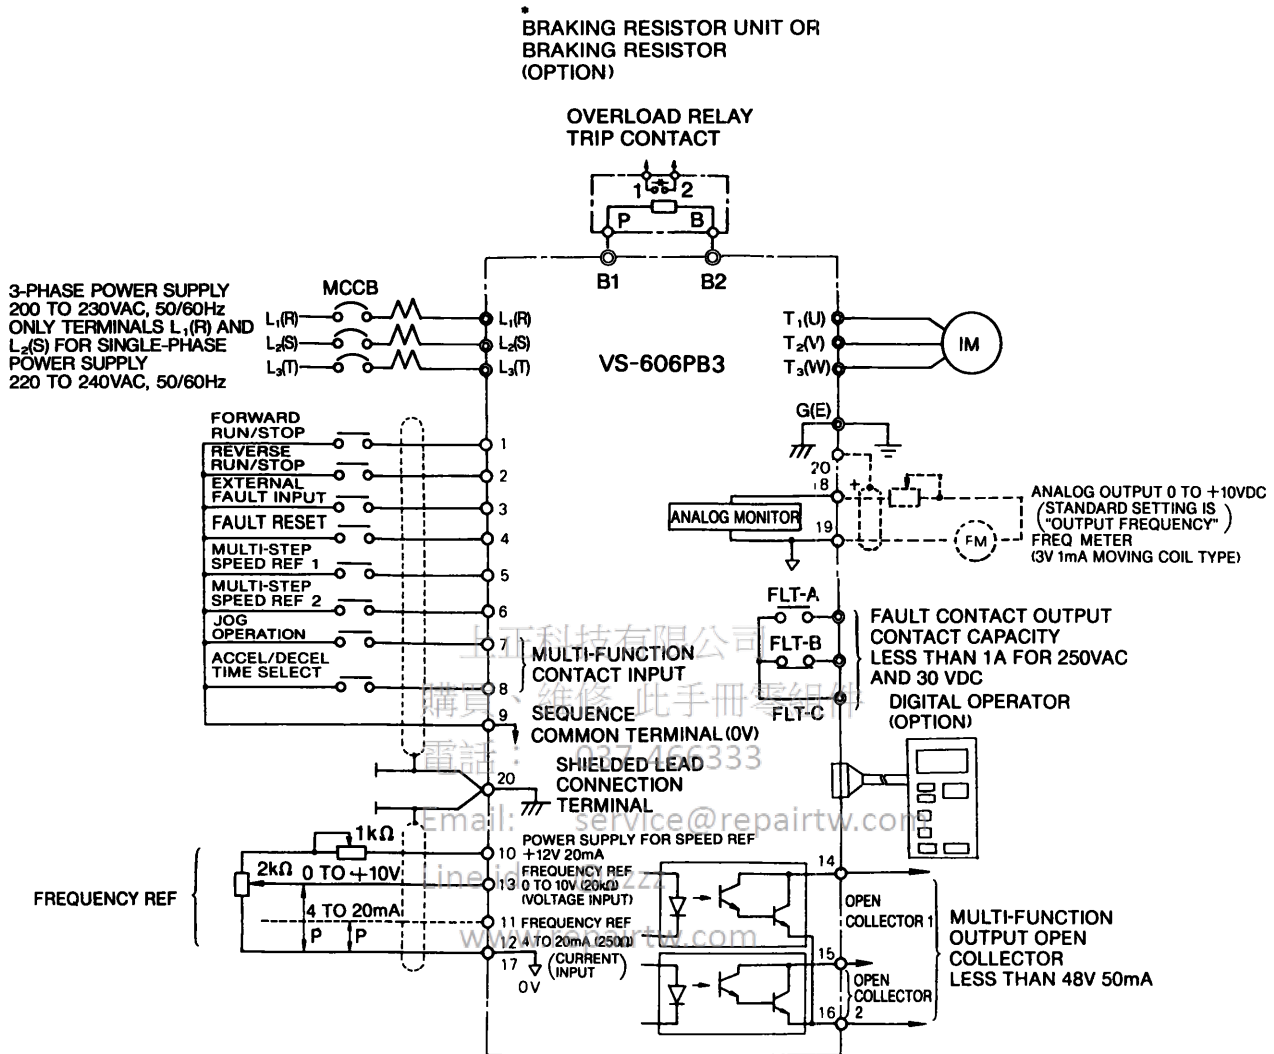 *
BRAKING RESISTOR UNIT OR
BRAKING RESISTOR
(OPTION)
OVERLOAD RELAY
TRIP CONTACT
1 2
P B
B1 B2
3-PHASE POWER SUPPLY
200 TO 230VAC, 50/60Hz
ONLY TERMINALS L₁(R) AND
L₂(S) FOR SINGLE-PHASE
POWER SUPPLY
220 TO 240VAC, 50/60Hz
MCCB
L₁(R)
L₂(S)
L₃(T)
L₁(R)
L₂(S)
L₃(T)
VS-606PB3
T₁(U)
T₂(V)
T₃(W)
IM
G(E)
FORWARD
RUN/STOP
1
REVERSE
RUN/STOP
2
EXTERNAL
FAULT INPUT
3
FAULT RESET
4
MULTI-STEP
SPEED REF 1
5
MULTI-STEP
SPEED REF 2
6
JOG
OPERATION
7
ACCEL/DECEL
TIME SELECT
8
MULTI-FUNCTION
CONTACT INPUT
9
SEQUENCE
COMMON TERMINAL (0V)
20
SHIELDED LEAD
CONNECTION
TERMINAL
20
18
+
ANALOG MONITOR
19
FM
ANALOG OUTPUT 0 TO +10VDC
(STANDARD SETTING IS
"OUTPUT FREQUENCY")
FREQ METER
(3V 1mA MOVING COIL TYPE)
FLT-A
FLT-B
FLT-C
FAULT CONTACT OUTPUT
CONTACT CAPACITY
LESS THAN 1A FOR 250VAC
AND 30 VDC
DIGITAL OPERATOR
(OPTION)
上正科技有限公司
購買、維修 此手冊零組件
電話： 037-466333
Email: service@repairtw.com
www.repairtw.com
FREQUENCY REF
1kΩ
2kΩ
0 TO +10V
4 TO 20mA
P P
10
POWER SUPPLY FOR SPEED REF
+12V 20mA
13
FREQUENCY REF
0 TO 10V (20kΩ)
(VOLTAGE INPUT)
11 FREQUENCY REF
12 4 TO 20mA (250Ω)
17
(CURRENT
INPUT)
0V
14
OPEN
COLLECTOR 1
15
OPEN
COLLECTOR
2
16
MULTI-FUNCTION
OUTPUT OPEN
COLLECTOR
LESS THAN 48V 50mA